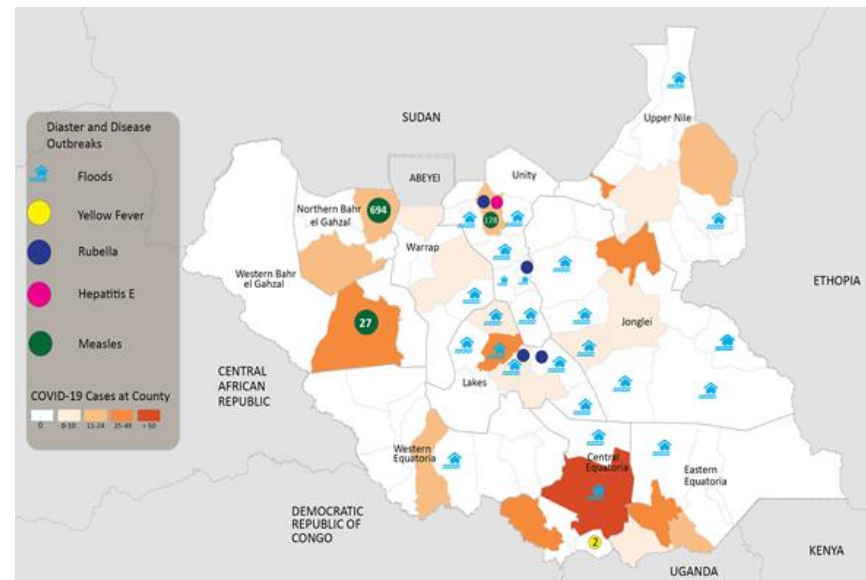 SUDAN
Upper Nile
Diaster and Disease
Outbreaks
Floods
Yellow Fever
Rubella
Hepatitis E
Measles
COVID-19 Cases at County
0
0-10
11-24
25-49
> 50
ABEYEI
Unity
Northern Bahr
el Gahzal
694
178
Warrap
Western Bahr
el Gahzal
27
ETHOPIA
Jonglei
CENTRAL
AFRICAN
REPUBLIC
Lakes
Western
Equatoria
Central
Equatoria
Eastern
Equatoria
DEMOCRATIC
REPUBLIC OF
CONGO
2
KENYA
UGANDA